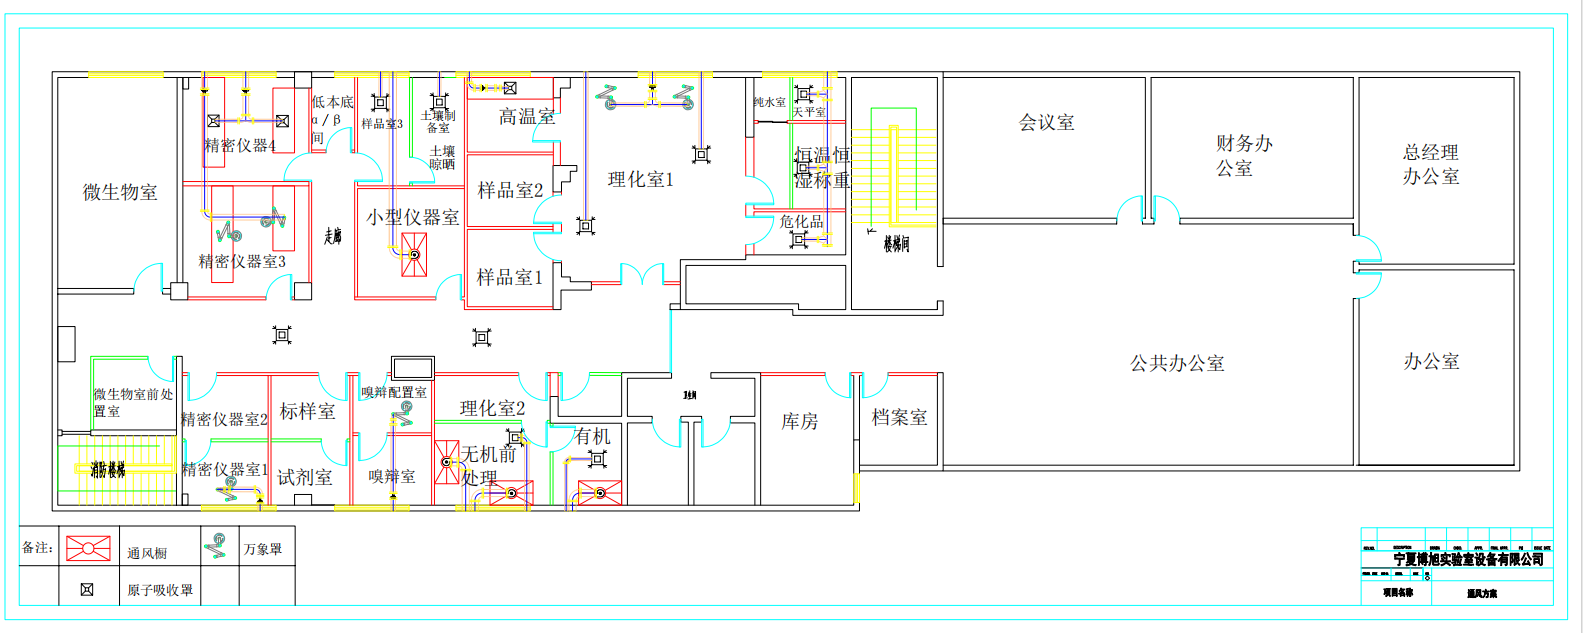 低本底
α/β
间
样品室3
土壤制
备室
土壤
晾晒
高温室
纯水室
天平室
会议室
财务办
公室
总经理
办公室
精密仪器4
恒温恒
湿称重
微生物室
样品室2
理化室1
小型仪器室
危化品
走廊
楼梯间
精密仪器室3
样品室1
公共办公室
办公室
微生物室前处
置室
嗅辩配置室
精密仪器室2
标样室
理化室2
卫生间
库房
档案室
无机前
处理
有机
消防楼梯
精密仪器室1
试剂室
嗅辩室
备注:
通风橱
万象罩
原子吸收罩
宁夏博旭实验室设备有限公司
项目名称
通风方案